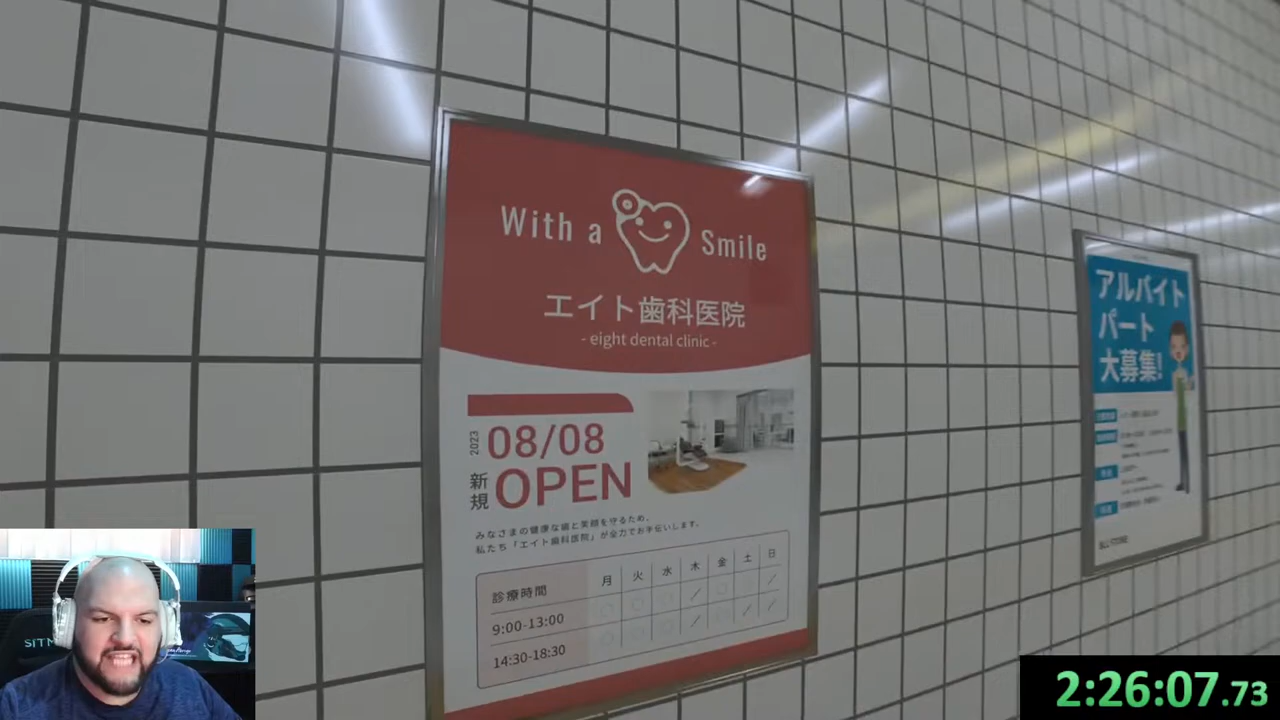 With a Smile
エイト歯科医院
- eight dental clinic -
2023
08/08
新規
OPEN
みなさまの健康な歯と笑顔を守るため、
私たち「エイト歯科医院」が全力でお手伝いします。
診療時間 月 火 水 木 金 土 日
9:00-13:00 ○ ○ ○ / ○ ○ /
14:30-18:30 ○ ○ ○ / ○ / /
アルバイト
パート
大募集!
SIT
2:26:07.73